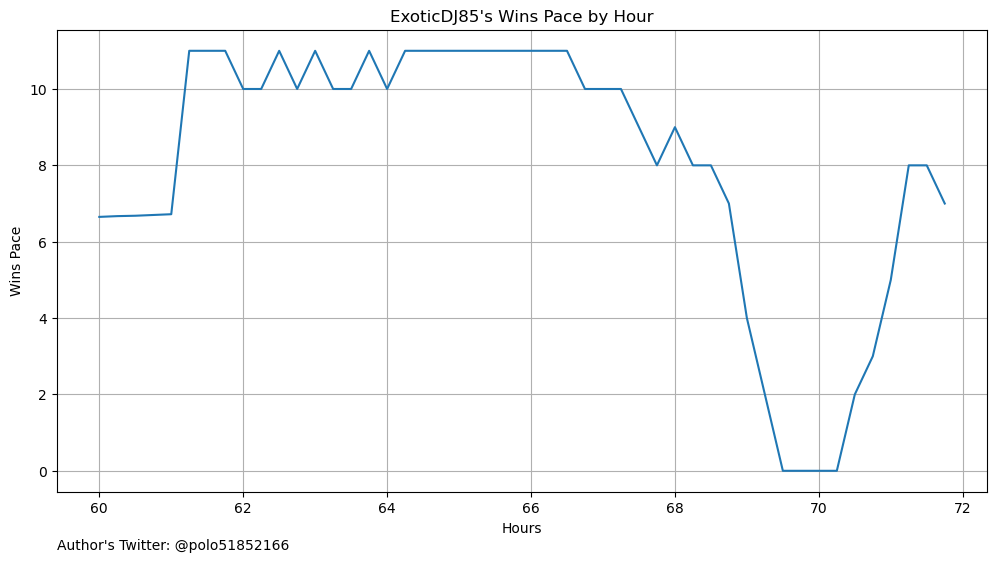 ExoticDJ85's Wins Pace by Hour
Wins Pace
10
8
6
4
2
0
60 62 64 66 68 70 72
Hours
Author's Twitter: @polo51852166